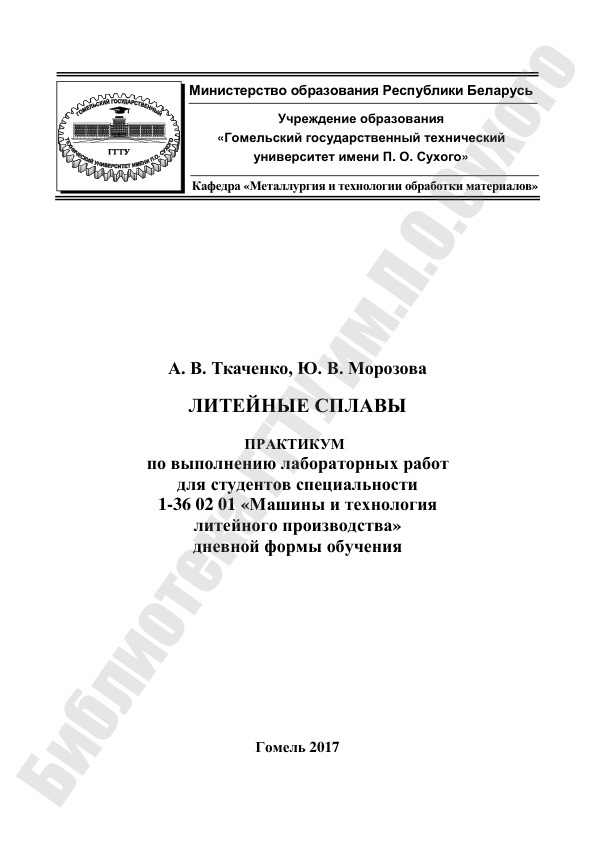 Министерство образования Республики Беларусь
Учреждение образования
«Гомельский государственный технический
университет имени П. О. Сухого»
Кафедра «Металлургия и технологии обработки материалов»
ГОМЕЛЬСКИЙ ГОСУДАРСТВЕННЫЙ
ГГТУ
ТЕХНИЧЕСКИЙ УНИВЕРСИТЕТ ИМЕНИ П.О. СУХОГО
А. В. Ткаченко, Ю. В. Морозова
ЛИТЕЙНЫЕ СПЛАВЫ
ПРАКТИКУМ
по выполнению лабораторных работ
для студентов специальности
1-36 02 01 «Машины и технология
литейного производства»
дневной формы обучения
Гомель 2017
Библиотека ГГТУ им.П.О.Сухого